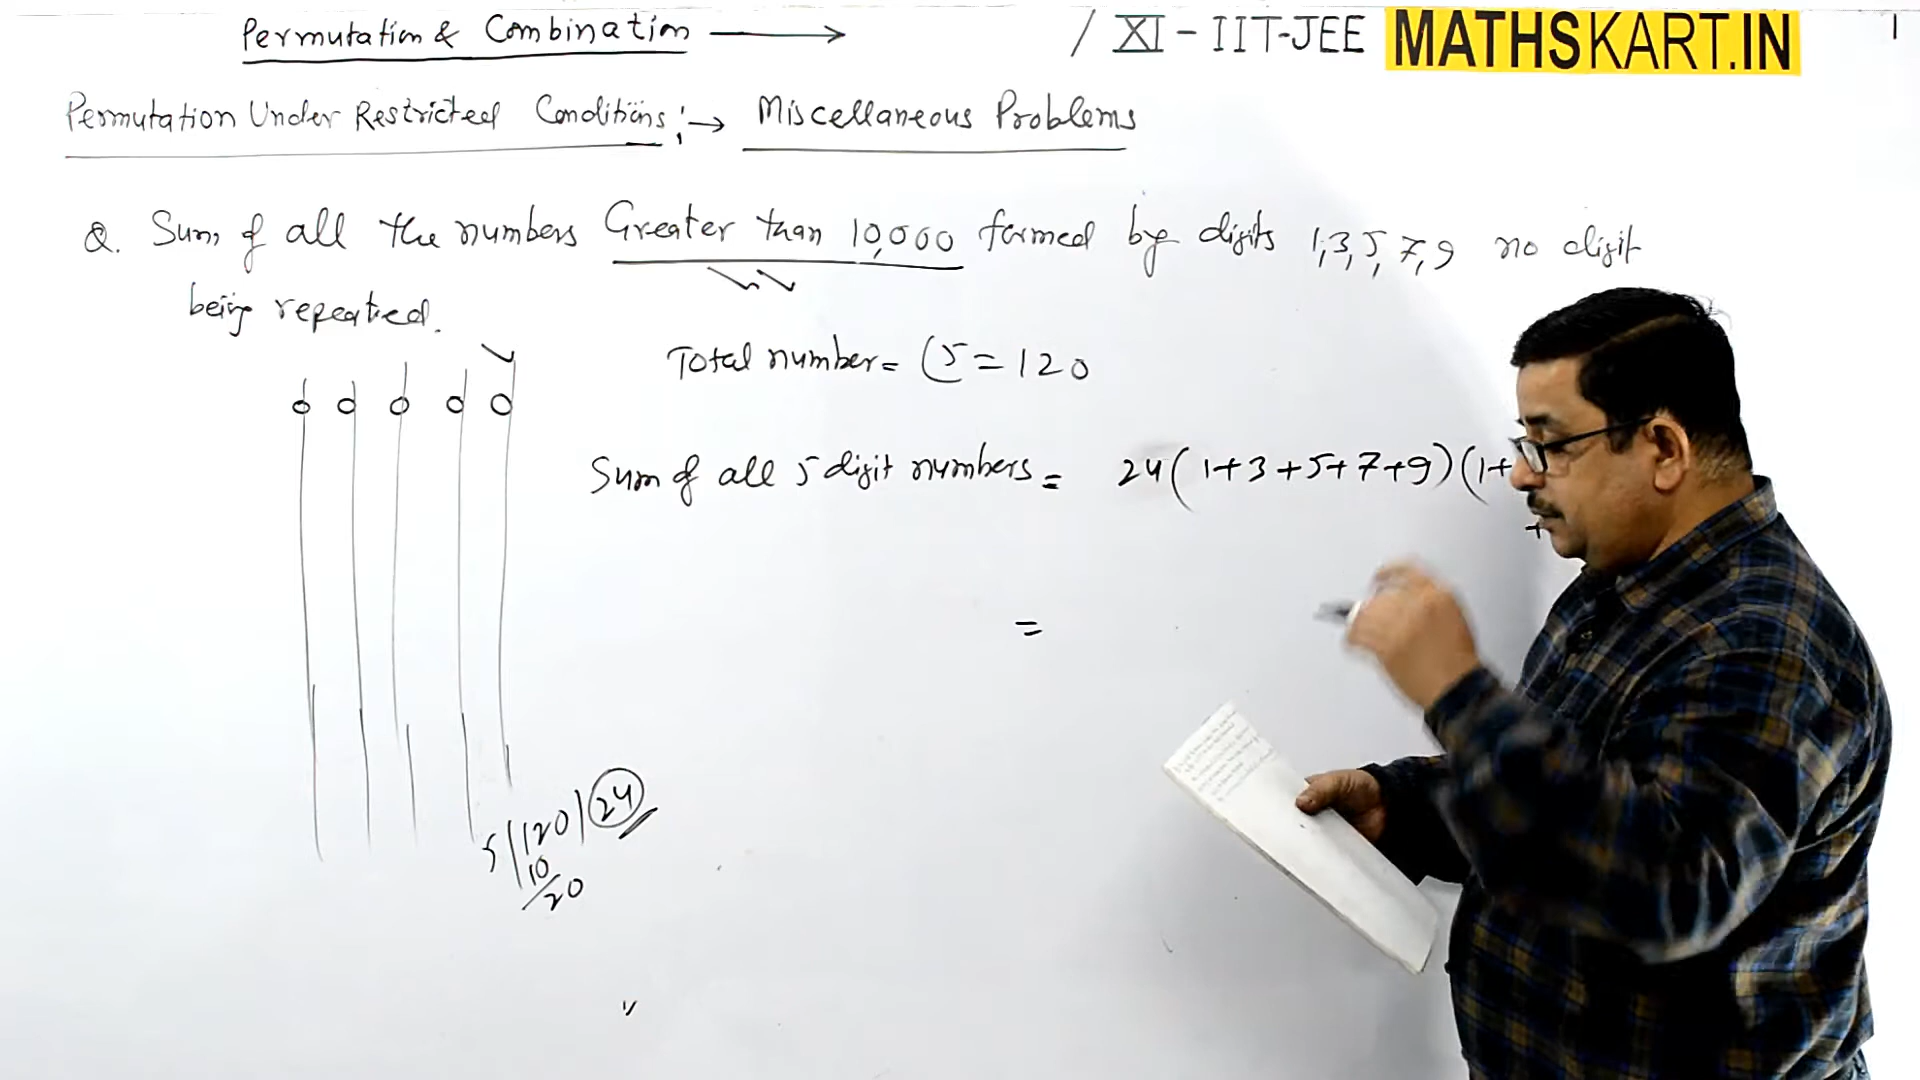 Permutation & Combination → / XI - IIT-JEE MATHSKART.IN 1
Permutation Under Restricted Conditions :→ Miscellaneous Problems
Q. Sum of all the numbers Greater than 10,000 formed by digits 1,3,5,7,9 no digit
being repeated.
Total number = ⌊5 = 120
Sum of all 5 digit numbers = 24(1+3+5+7+9)(1+
+
=
5|120|24
10
20